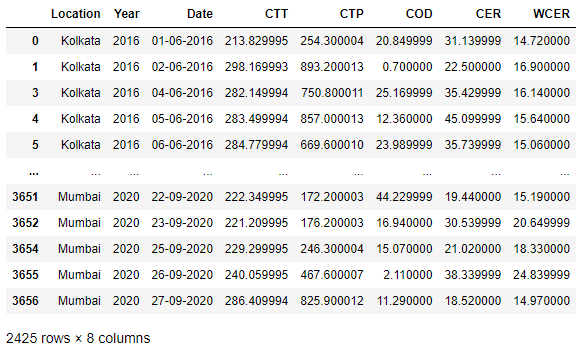 Location Year Date CTT CTP COD CER WCER
0 Kolkata 2016 01-06-2016 213.829995 254.300004 20.849999 31.139999 14.720000
1 Kolkata 2016 02-06-2016 298.169993 893.200013 0.700000 22.500000 16.900000
3 Kolkata 2016 04-06-2016 282.149994 750.800011 25.169999 35.429999 16.140000
4 Kolkata 2016 05-06-2016 283.499994 857.000013 12.360000 45.099999 15.640000
5 Kolkata 2016 06-06-2016 284.779994 669.600010 23.989999 35.739999 15.060000
... ... ... ... ... ... ... ... ...
3651 Mumbai 2020 22-09-2020 222.349995 172.200003 44.229999 19.440000 15.190000
3652 Mumbai 2020 23-09-2020 221.209995 176.200003 16.940000 30.539999 20.649999
3654 Mumbai 2020 25-09-2020 229.299995 246.300004 15.070000 21.020000 18.330000
3655 Mumbai 2020 26-09-2020 240.059995 467.600007 2.110000 38.339999 24.839999
3656 Mumbai 2020 27-09-2020 286.409994 825.900012 11.290000 18.520000 14.970000
2425 rows × 8 columns